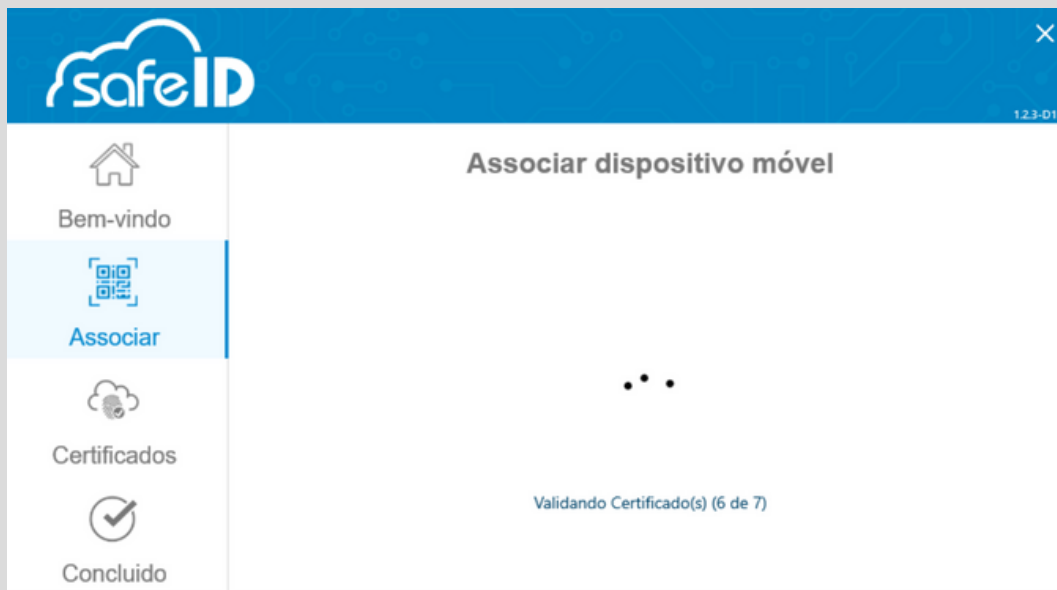 safeID
1.2.3-D1
Associar dispositivo móvel
Bem-vindo
Associar
Certificados
Concluido
Validando Certificado(s) (6 de 7)